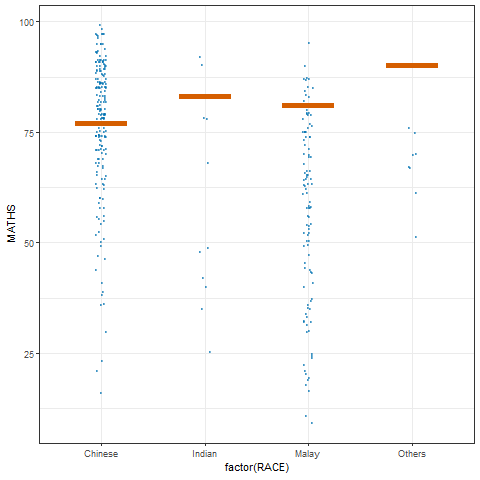 100
75
50
25
MATHS
Chinese
Indian
Malay
Others
factor(RACE)